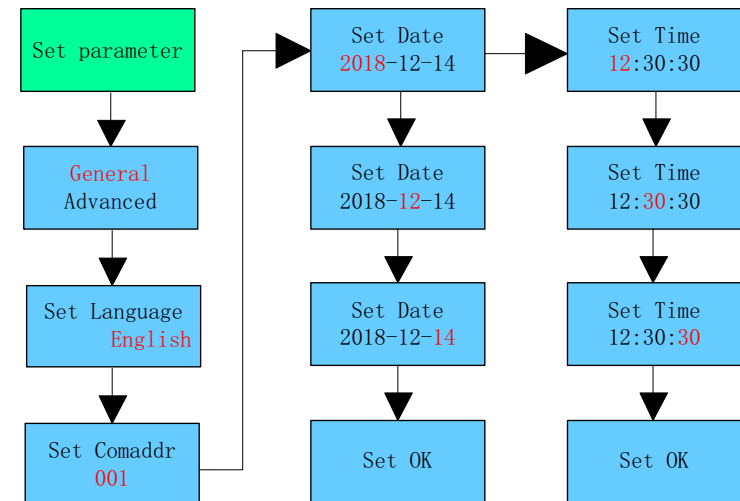 Set parameter
General
Advanced
Set Language
English
Set Comaddr
001
Set Date
2018-12-14
Set Date
2018-12-14
Set Date
2018-12-14
Set OK
Set Time
12:30:30
Set Time
12:30:30
Set Time
12:30:30
Set OK